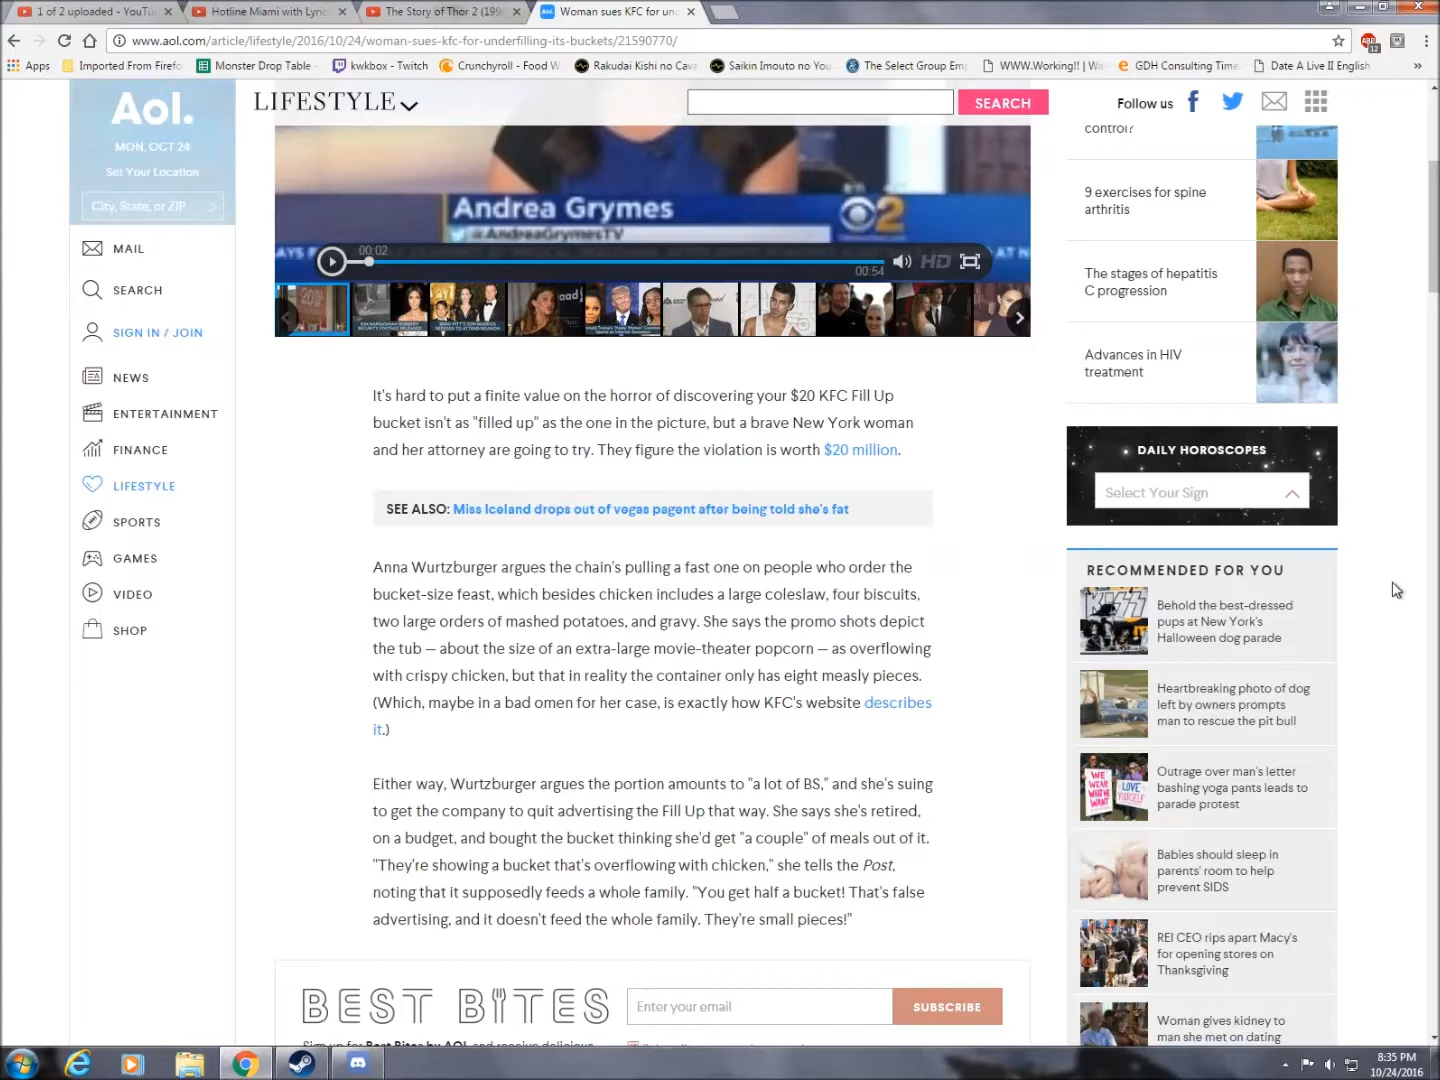 1 of 2 uploaded - YouTu
Hotline Miami with Lyric
The Story of Thor 2 (199
Woman sues KFC for un
www.aol.com/article/lifestyle/2016/10/24/woman-sues-kfc-for-underfilling-its-buckets/21590770/
ABP
12
Apps
Imported From Firefo
Monster Drop Table -
kwkbox - Twitch
Crunchyroll - Food W
Rakudai Kishi no Cav
Saikin Imouto no You
The Select Group Emp
WWW.Working!! | Wa
GDH Consulting Time
Date A Live II English
»
Aol.
MON, OCT 24
Set Your Location
City, State, or ZIP
MAIL
SEARCH
SIGN IN / JOIN
NEWS
ENTERTAINMENT
FINANCE
LIFESTYLE
SPORTS
GAMES
VIDEO
SHOP
LIFESTYLE
SEARCH
Follow us
Andrea Grymes
@AndreaGrymesTV
2
00:02
00:54
HD
It's hard to put a finite value on the horror of discovering your $20 KFC Fill Up
bucket isn't as "filled up" as the one in the picture, but a brave New York woman
and her attorney are going to try. They figure the violation is worth $20 million.
SEE ALSO: Miss Iceland drops out of vegas pagent after being told she's fat
Anna Wurtzburger argues the chain's pulling a fast one on people who order the
bucket-size feast, which besides chicken includes a large coleslaw, four biscuits,
two large orders of mashed potatoes, and gravy. She says the promo shots depict
the tub — about the size of an extra-large movie-theater popcorn — as overflowing
with crispy chicken, but that in reality the container only has eight measly pieces.
(Which, maybe in a bad omen for her case, is exactly how KFC's website describes
it.)
Either way, Wurtzburger argues the portion amounts to "a lot of BS," and she's suing
to get the company to quit advertising the Fill Up that way. She says she's retired,
on a budget, and bought the bucket thinking she'd get "a couple" of meals out of it.
"They're showing a bucket that's overflowing with chicken," she tells the Post,
noting that it supposedly feeds a whole family. "You get half a bucket! That's false
advertising, and it doesn't feed the whole family. They're small pieces!"
BEST BITES
Enter your email
SUBSCRIBE
control?
9 exercises for spine
arthritis
The stages of hepatitis
C progression
Advances in HIV
treatment
DAILY HOROSCOPES
Select Your Sign
RECOMMENDED FOR YOU
Behold the best-dressed
pups at New York's
Halloween dog parade
Heartbreaking photo of dog
left by owners prompts
man to rescue the pit bull
WE
WEAR
WHAT WE
WANT
LOVE
YOURSELF
Outrage over man's letter
bashing yoga pants leads to
parade protest
Babies should sleep in
parents' room to help
prevent SIDS
REI CEO rips apart Macy's
for opening stores on
Thanksgiving
Woman gives kidney to
man she met on dating
8:35 PM
10/24/2016